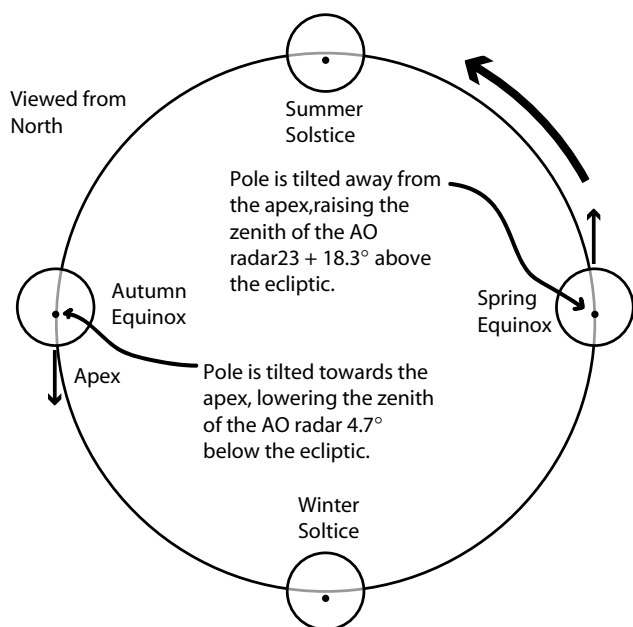 Viewed from
North
Summer
Solstice
Pole is tilted away from
the apex,raising the
zenith of the AO
radar23 + 18.3° above
the ecliptic.
Autumn
Equinox
Spring
Equinox
Apex
Pole is tilted towards the
apex, lowering the zenith
of the AO radar 4.7°
below the ecliptic.
Winter
Soltice